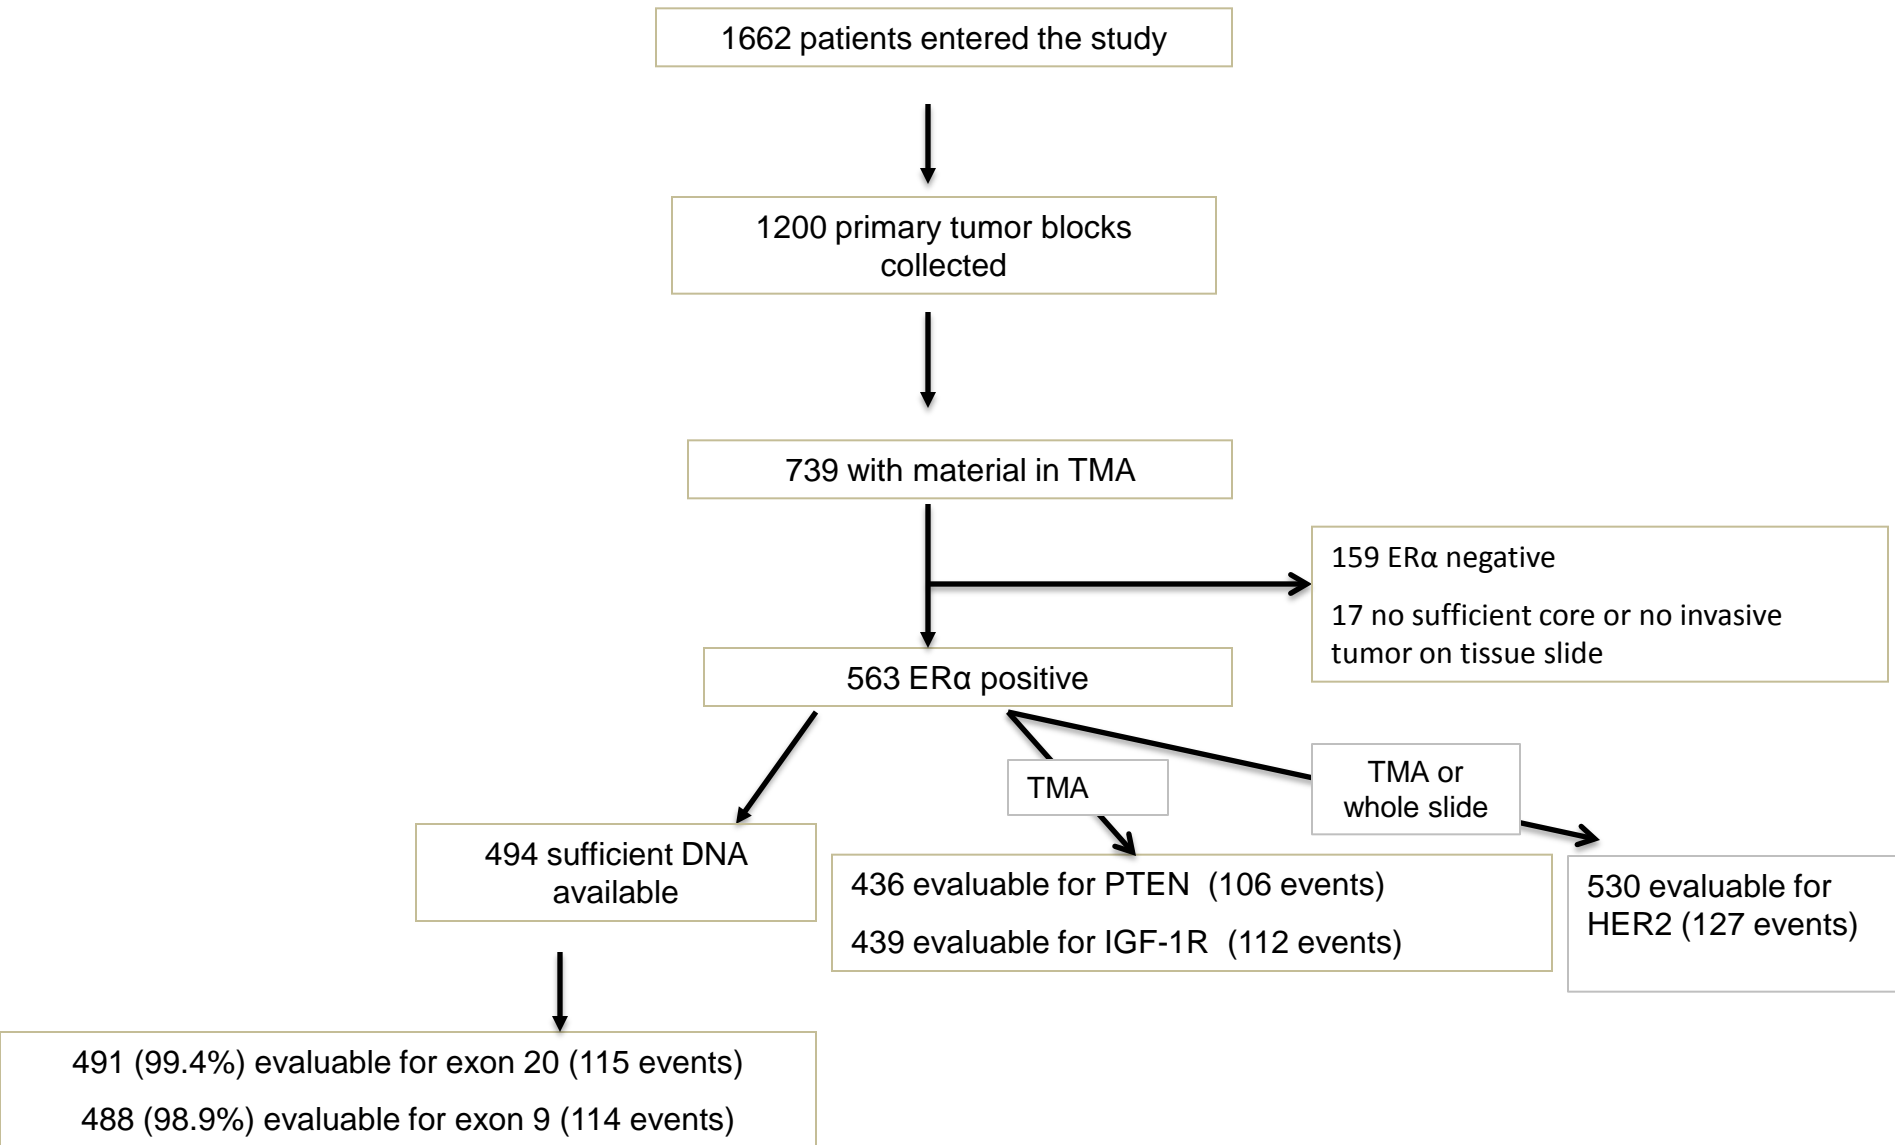 1662 patients entered the study
1200 primary tumor blocks
collected
739 with material in TMA
159 ERα negative
17 no sufficient core or no invasive
tumor on tissue slide
563 ERα positive
TMA
TMA or
whole slide
494 sufficient DNA
available
436 evaluable for PTEN (106 events)
439 evaluable for IGF-1R (112 events)
530 evaluable for
HER2 (127 events)
491 (99.4%) evaluable for exon 20 (115 events)
488 (98.9%) evaluable for exon 9 (114 events)